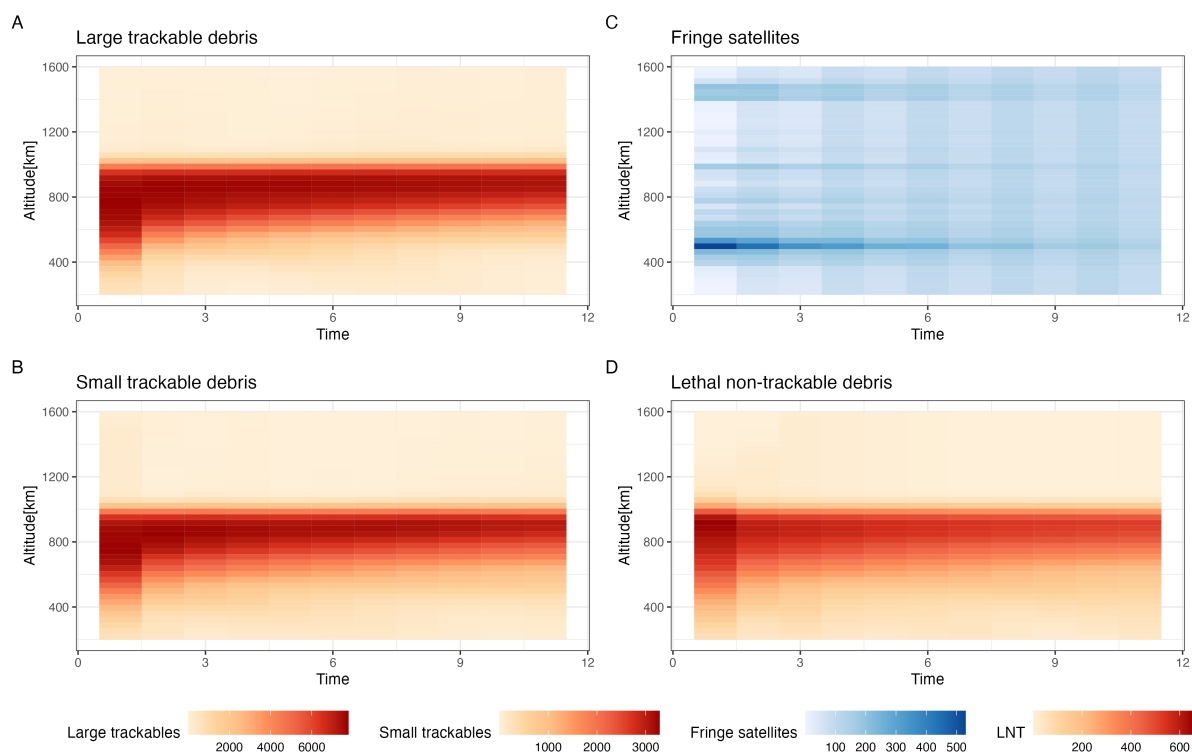 A
Large trackable debris
1600
1200
800
400
Altitude[km]
0 3 6 9 12
Time
C
Fringe satellites
1600
1200
800
400
Altitude[km]
0 3 6 9 12
Time
B
Small trackable debris
1600
1200
800
400
Altitude[km]
0 3 6 9 12
Time
D
Lethal non-trackable debris
1600
1200
800
400
Altitude[km]
0 3 6 9 12
Time
Large trackables
2000 4000 6000
Small trackables
1000 2000 3000
Fringe satellites
100 200 300 400 500
LNT
200 400 600